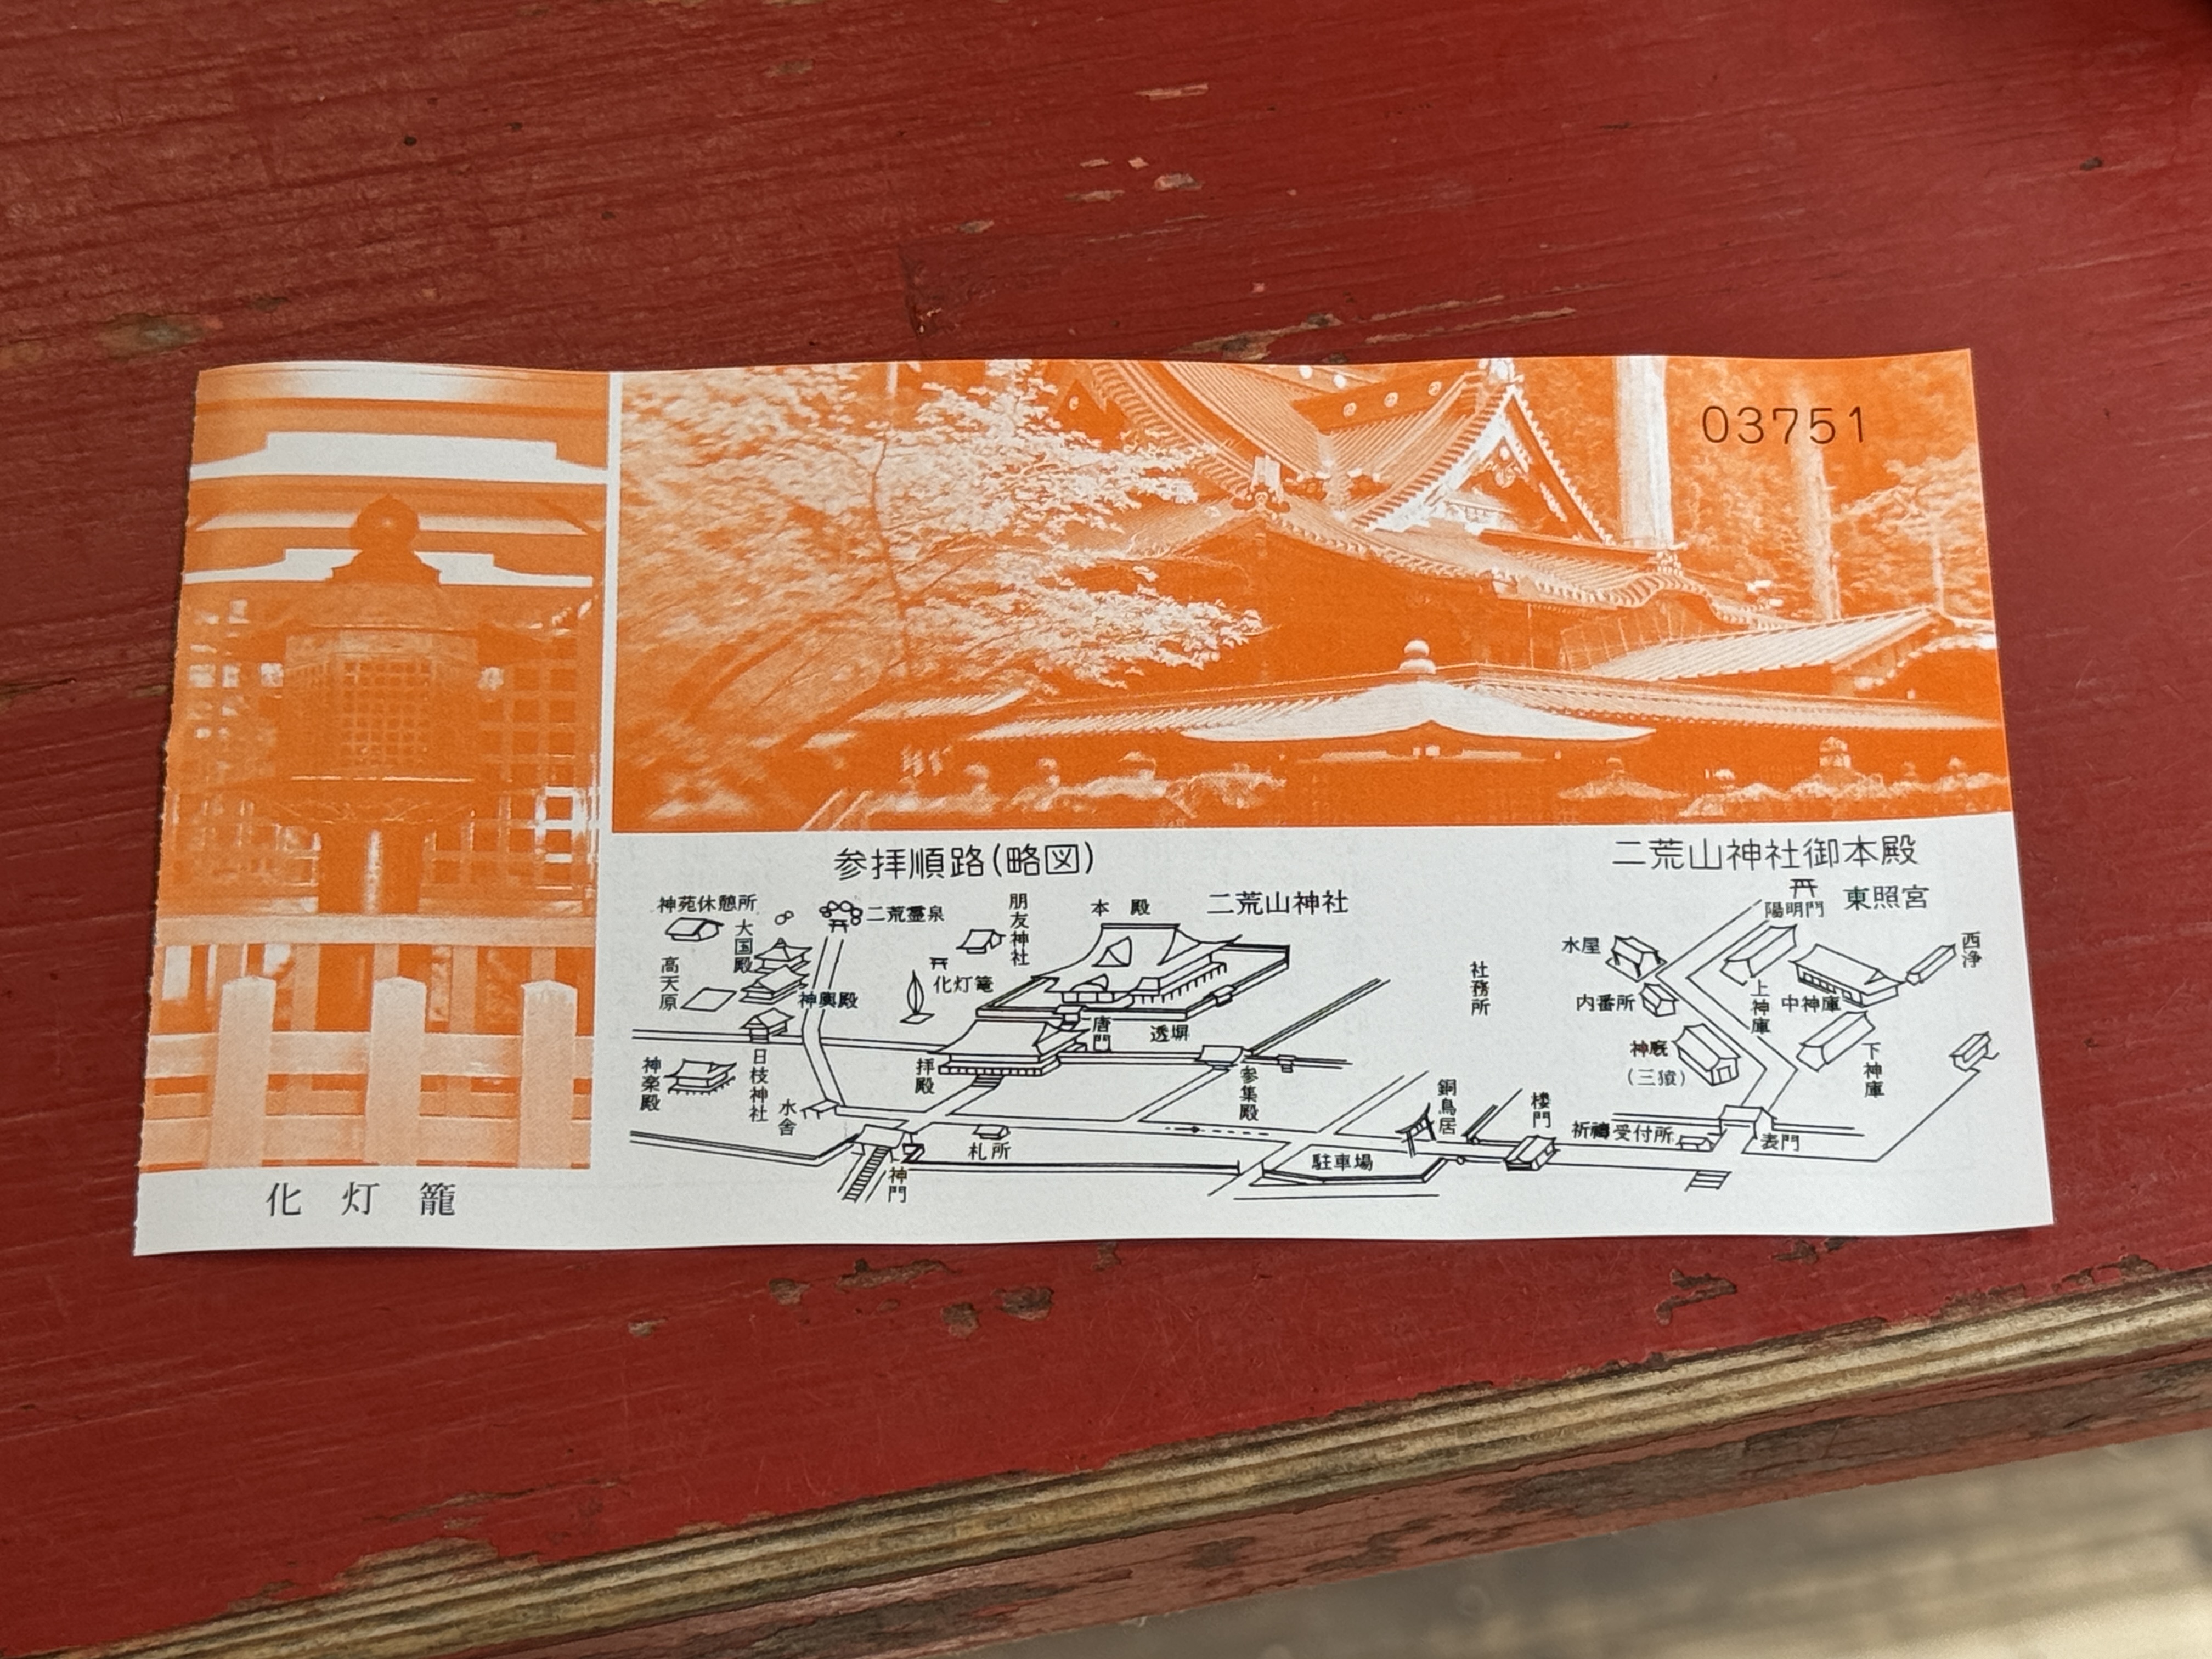 03751
化灯籠
参拝順路(略図)
二荒山神社御本殿
神苑休憩所
大国殿
二荒霊泉
朋友神社
本殿
二荒山神社
高天原
神輿殿
化灯篭
唐門
透塀
神楽殿
日枝神社
水舎
拝殿
札所
神門
参集殿
社務所
駐車場
銅鳥居
楼門
東照宮
陽明門
水屋
内番所
上神庫
中神庫
西浄
神厩
(三猿)
下神庫
祈禱受付所
表門